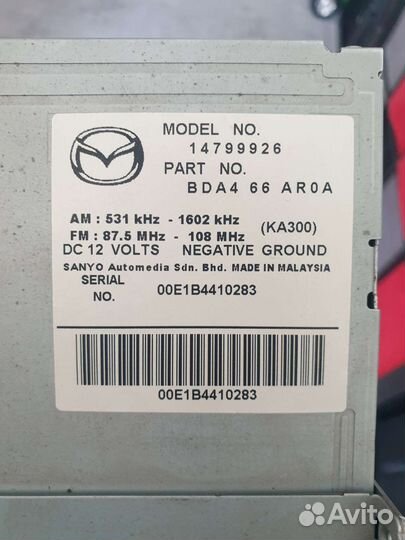 MODEL NO.
14799926
PART NO.
BDA4 66 AR0A
AM : 531 kHz - 1602 kHz
FM : 87.5 MHz - 108 MHz (KA300)
DC 12 VOLTS NEGATIVE GROUND
SANYO Automedia Sdn. Bhd. MADE IN MALAYSIA
SERIAL
NO. 00E1B4410283
00E1B4410283
Avito